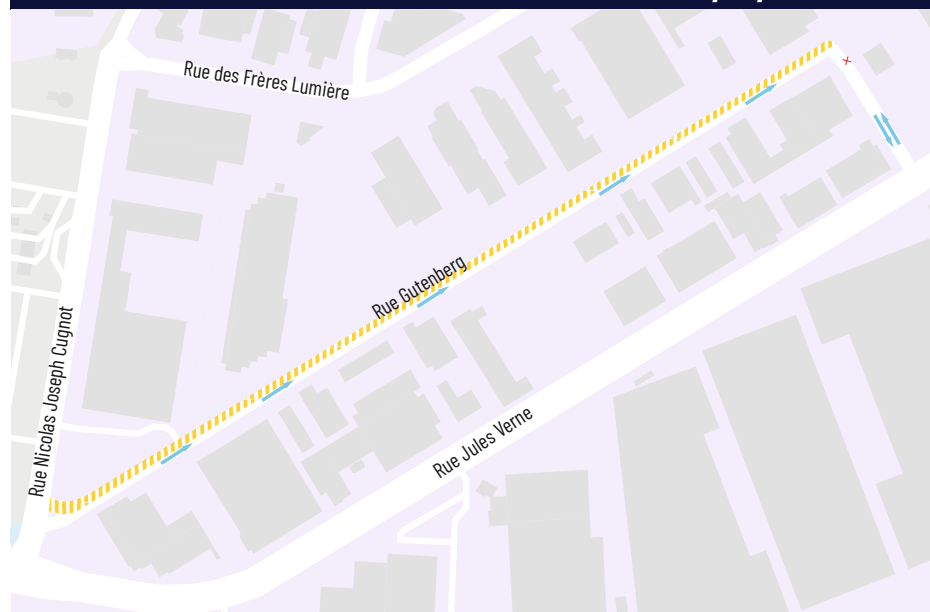 Rue des Frères Lumière
Rue Gutenberg
Rue Nicolas Joseph Cugnot
Rue Jules Verne